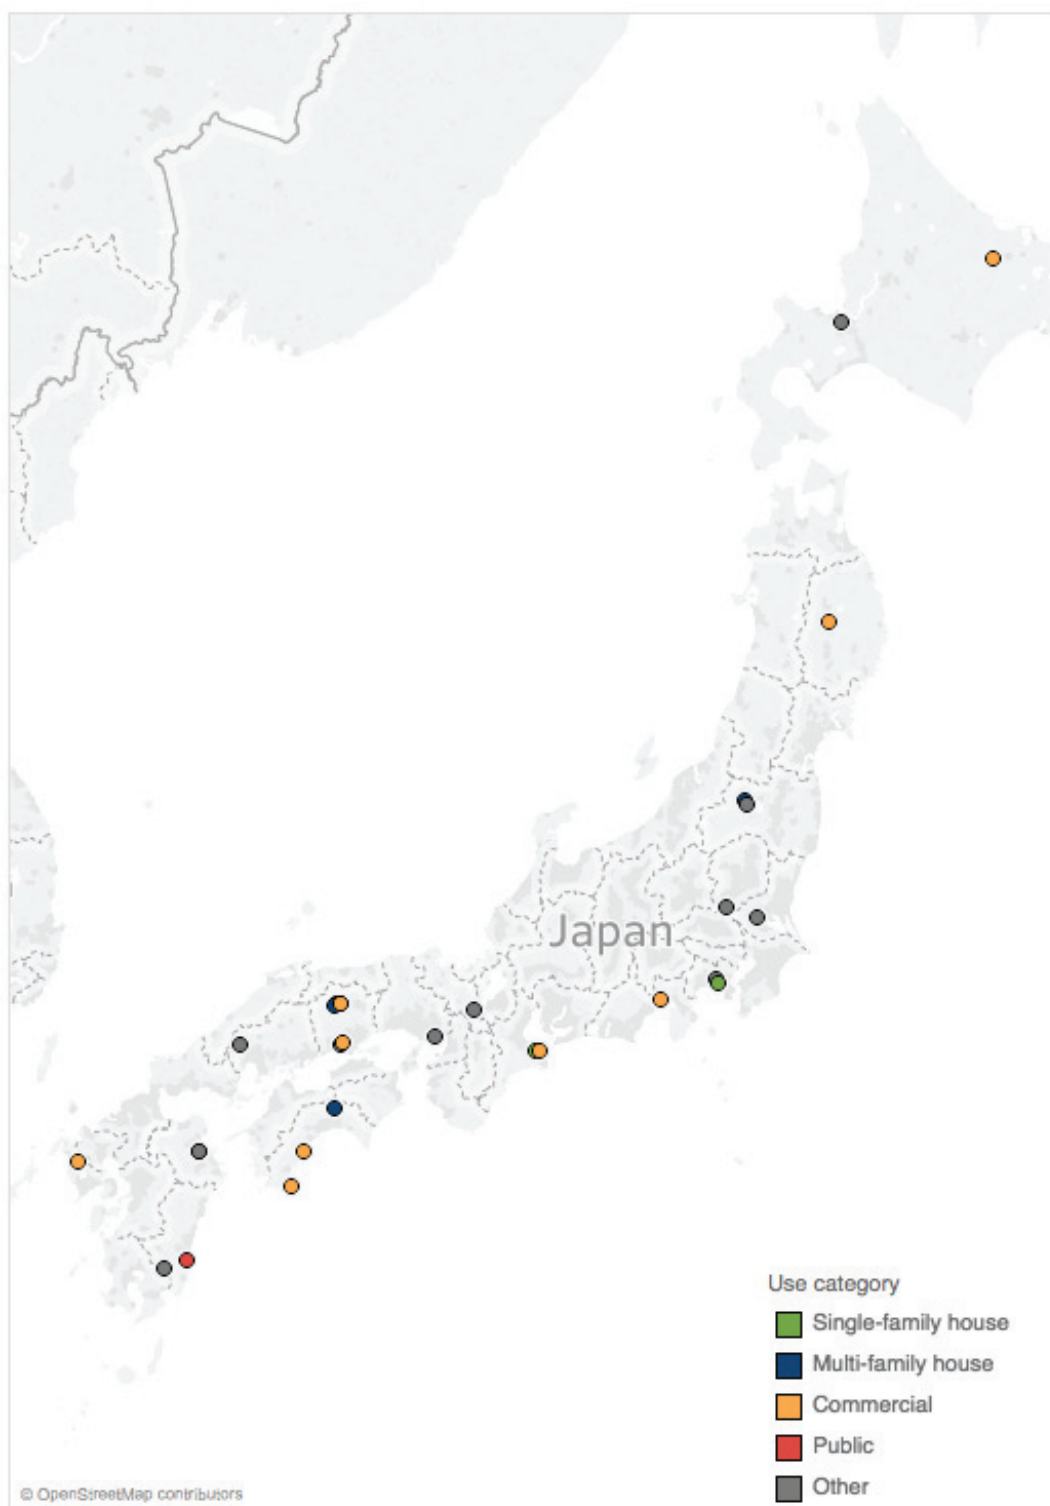 Japan
Use category
Single-family house
Multi-family house
Commercial
Public
Other
© OpenStreetMap contributors